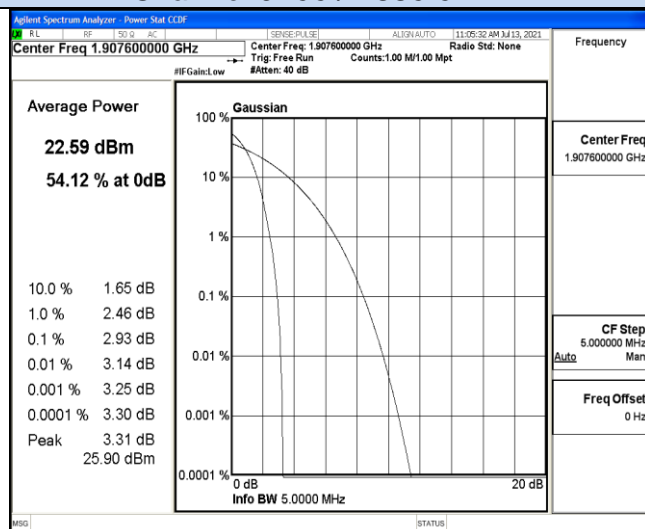 Agilent Spectrum Analyzer - Power Stat CCDF
RL RF 50 Ω AC SENSE:PULSE ALIGN AUTO 11:05:32 AM Jul 13, 2021
Center Freq 1.907600000 GHz
Center Freq: 1.907600000 GHz Radio Std: None
Trig: Free Run Counts:1.00 M/1.00 Mpt
#IFGain:Low #Atten: 40 dB
Frequency
Average Power
22.59 dBm
54.12 % at 0dB
10.0 % 1.65 dB
1.0 % 2.46 dB
0.1 % 2.93 dB
0.01 % 3.14 dB
0.001 % 3.25 dB
0.0001 % 3.30 dB
Peak 3.31 dB
25.90 dBm
Gaussian
100 %
10 %
1 %
0.1 %
0.01 %
0.001 %
0.0001 %
0 dB 20 dB
Info BW 5.0000 MHz
Center Freq
1.907600000 GHz
CF Step
5.000000 MHz
Auto Man
Freq Offset
0 Hz
MSG STATUS